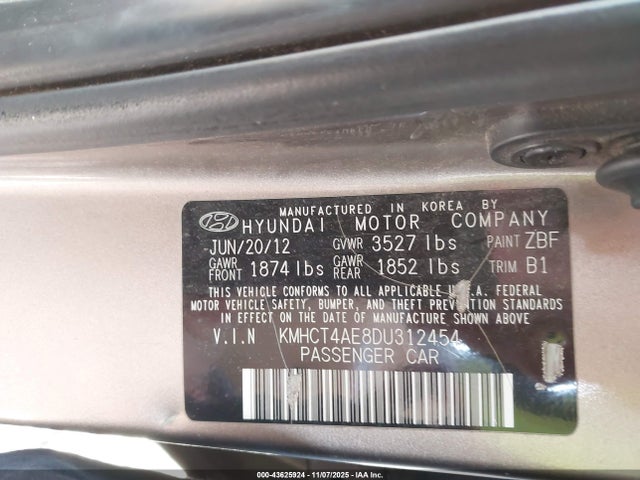 MANUFACTURED IN KOREA BY
HYUNDAI MOTOR COMPANY
JUN/20/12 GVWR 3527 lbs PAINT ZBF
GAWR FRONT 1874 lbs GAWR REAR 1852 lbs TRIM B1
THIS VEHICLE CONFORMS TO ALL APPLICABLE U.S.A. FEDERAL
MOTOR VEHICLE SAFETY, BUMPER, AND THEFT PREVENTION STANDARDS
IN EFFECT ON THE DATE OF MANUFACTURE SHOWN ABOVE.
V.I.N KMHCT4AE8DU312454
PASSENGER CAR
000-43625924 - 11/07/2025 - IAA Inc.